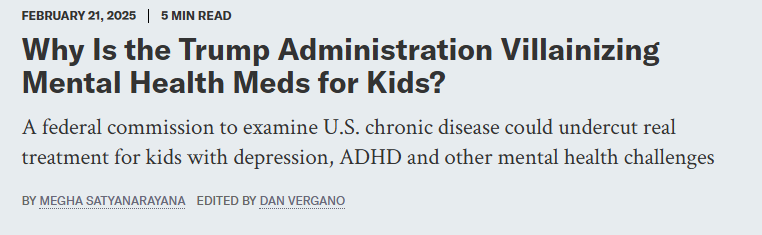 FEBRUARY 21, 2025 | 5 MIN READ
Why Is the Trump Administration Villainizing
Mental Health Meds for Kids?
A federal commission to examine U.S. chronic disease could undercut real
treatment for kids with depression, ADHD and other mental health challenges
BY MEGHA SATYANARAYANA EDITED BY DAN VERGANO